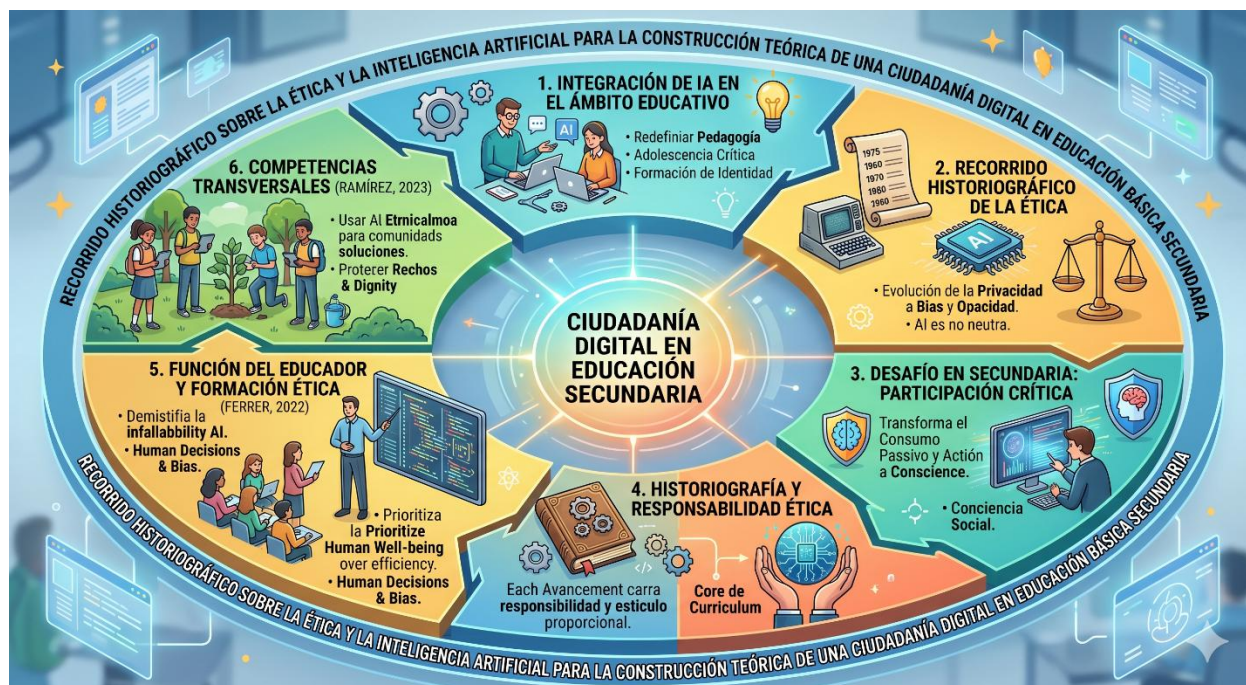 RECORRIDO HISTORIOGRÁFICO SOBRE LA ÉTICA Y LA INTELIGENCIA ARTIFICIAL PARA LA CONSTRUCCIÓN TEÓRICA DE UNA CIUDADANÍA DIGITAL EN EDUCACIÓN BÁSICA SECUNDARIA
1. INTEGRACIÓN DE IA EN
EL ÁMBITO EDUCATIVO
AI
• Redefiniar Pedagogía
• Adolescencia Crítica
• Formación de Identidad
2. RECORRIDO
HISTORIOGRÁFICO
DE LA ÉTICA
1975
1960
1970
1980
1960
AI
• Evolución de la Privacidad
a Bias y Opacidad.
• AI es no neutra.
3. DESAFÍO EN SECUNDARIA:
PARTICIPACIÓN CRÍTICA
Transforma el
Consumo
Passivo y Actión
a Conscience.
• Conciencia
Social.
4. HISTORIOGRAFÍA Y
RESPONSABILIDAD ÉTICA
</>
Each Avancement carra
responsibilidad y esticulo
proporcional.
Core de
Curriculum
5. FUNCIÓN DEL EDUCADOR
Y FORMACIÓN ÉTICA
(FERRER, 2022)
• Demistifia la
infallabbility AI.
• Human Decisions
& Bias.
• Prioritiza
la Prioritize
Human Well-being
over efficiency.
• Human Decisions
& Bias.
6. COMPETENCIAS
TRANSVERSALES (RAMÍREZ, 2023)
• Usar AI Etrnicalmoa
para comunidads
soluciones.
• Protecer Rechos
& Dignity
CIUDADANÍA
DIGITAL EN
EDUCACIÓN
SECUNDARIA
RECORRIDO HISTORIOGRÁFICO SOBRE LA ÉTICA Y LA INTELIGENCIA ARTIFICIAL PARA LA CONSTRUCCIÓN TEÓRICA DE UNA CIUDADANÍA DIGITAL EN EDUCACIÓN BÁSICA SECUNDARIA